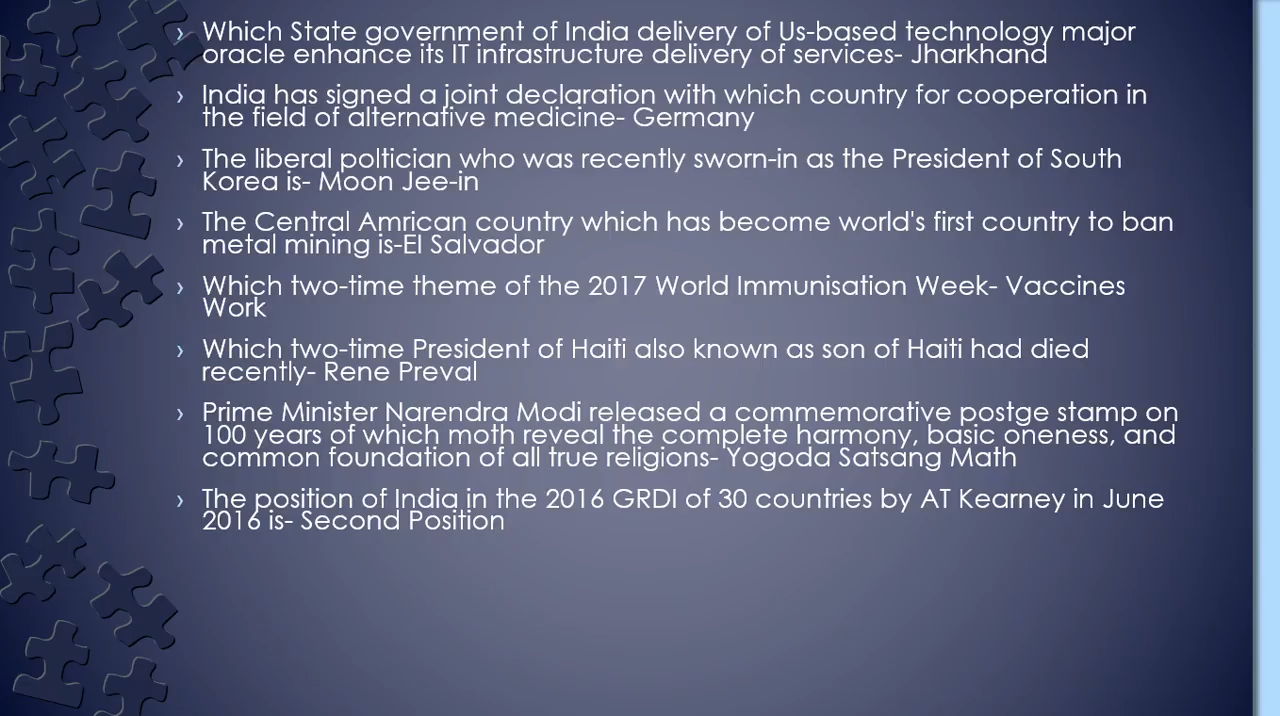 Which State government of India delivery of Us-based technology major
oracle enhance its IT infrastructure delivery of services- Jharkhand
India has signed a joint declaration with which country for cooperation in
the field of alternative medicine- Germany
The liberal poltician who was recently sworn-in as the President of South
Korea is- Moon Jee-in
The Central Amrican country which has become world's first country to ban
metal mining is-El Salvador
Which two-time theme of the 2017 World Immunisation Week- Vaccines
Work
Which two-time President of Haiti also known as son of Haiti had died
recently- Rene Preval
Prime Minister Narendra Modi released a commemorative postge stamp on
100 years of which moth reveal the complete harmony, basic oneness, and
common foundation of all true religions- Yogoda Satsang Math
The position of India in the 2016 GRDI of 30 countries by AT Kearney in June
2016 is- Second Position